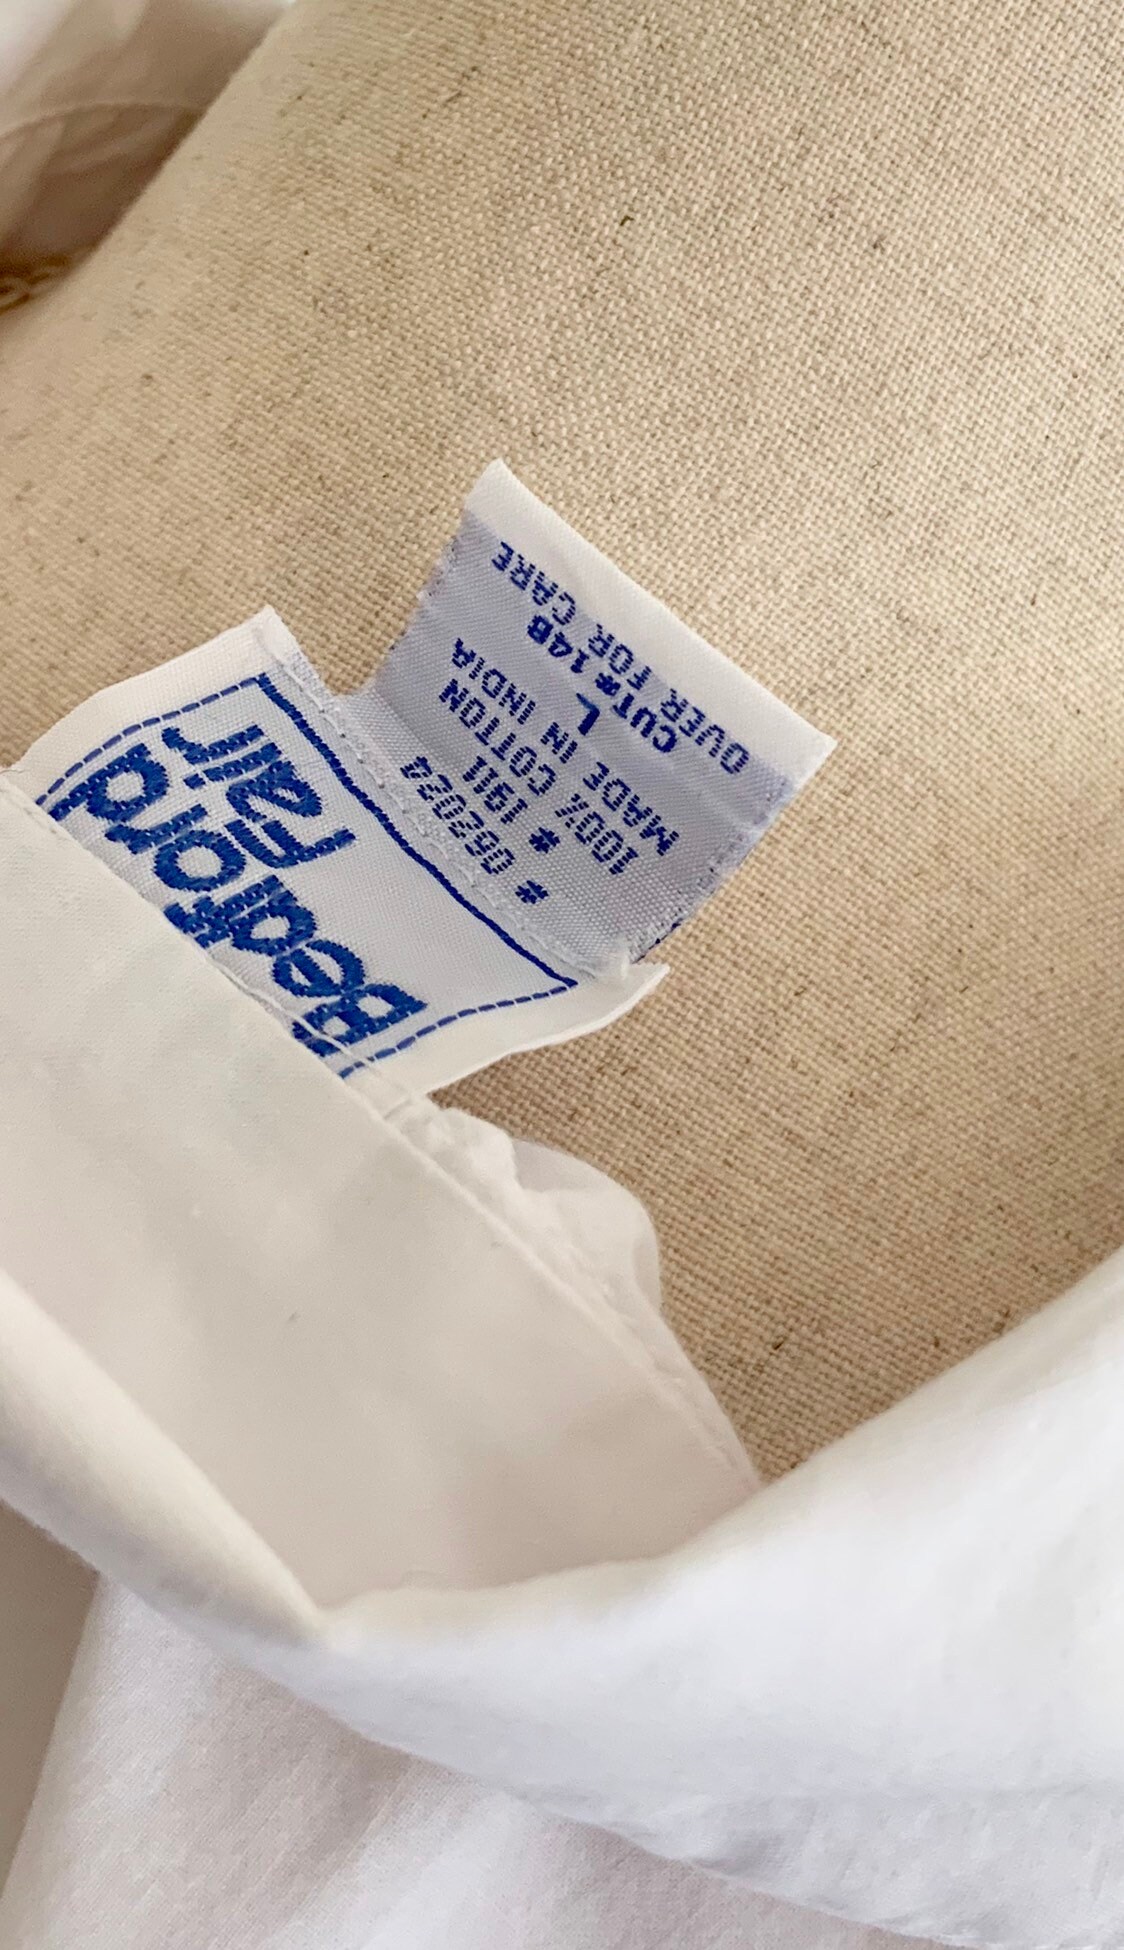 Bedford
Fair
# 062024
# 1911
100% COTTON
MADE IN INDIA
L
CUT# 14B
OVER FOR CARE